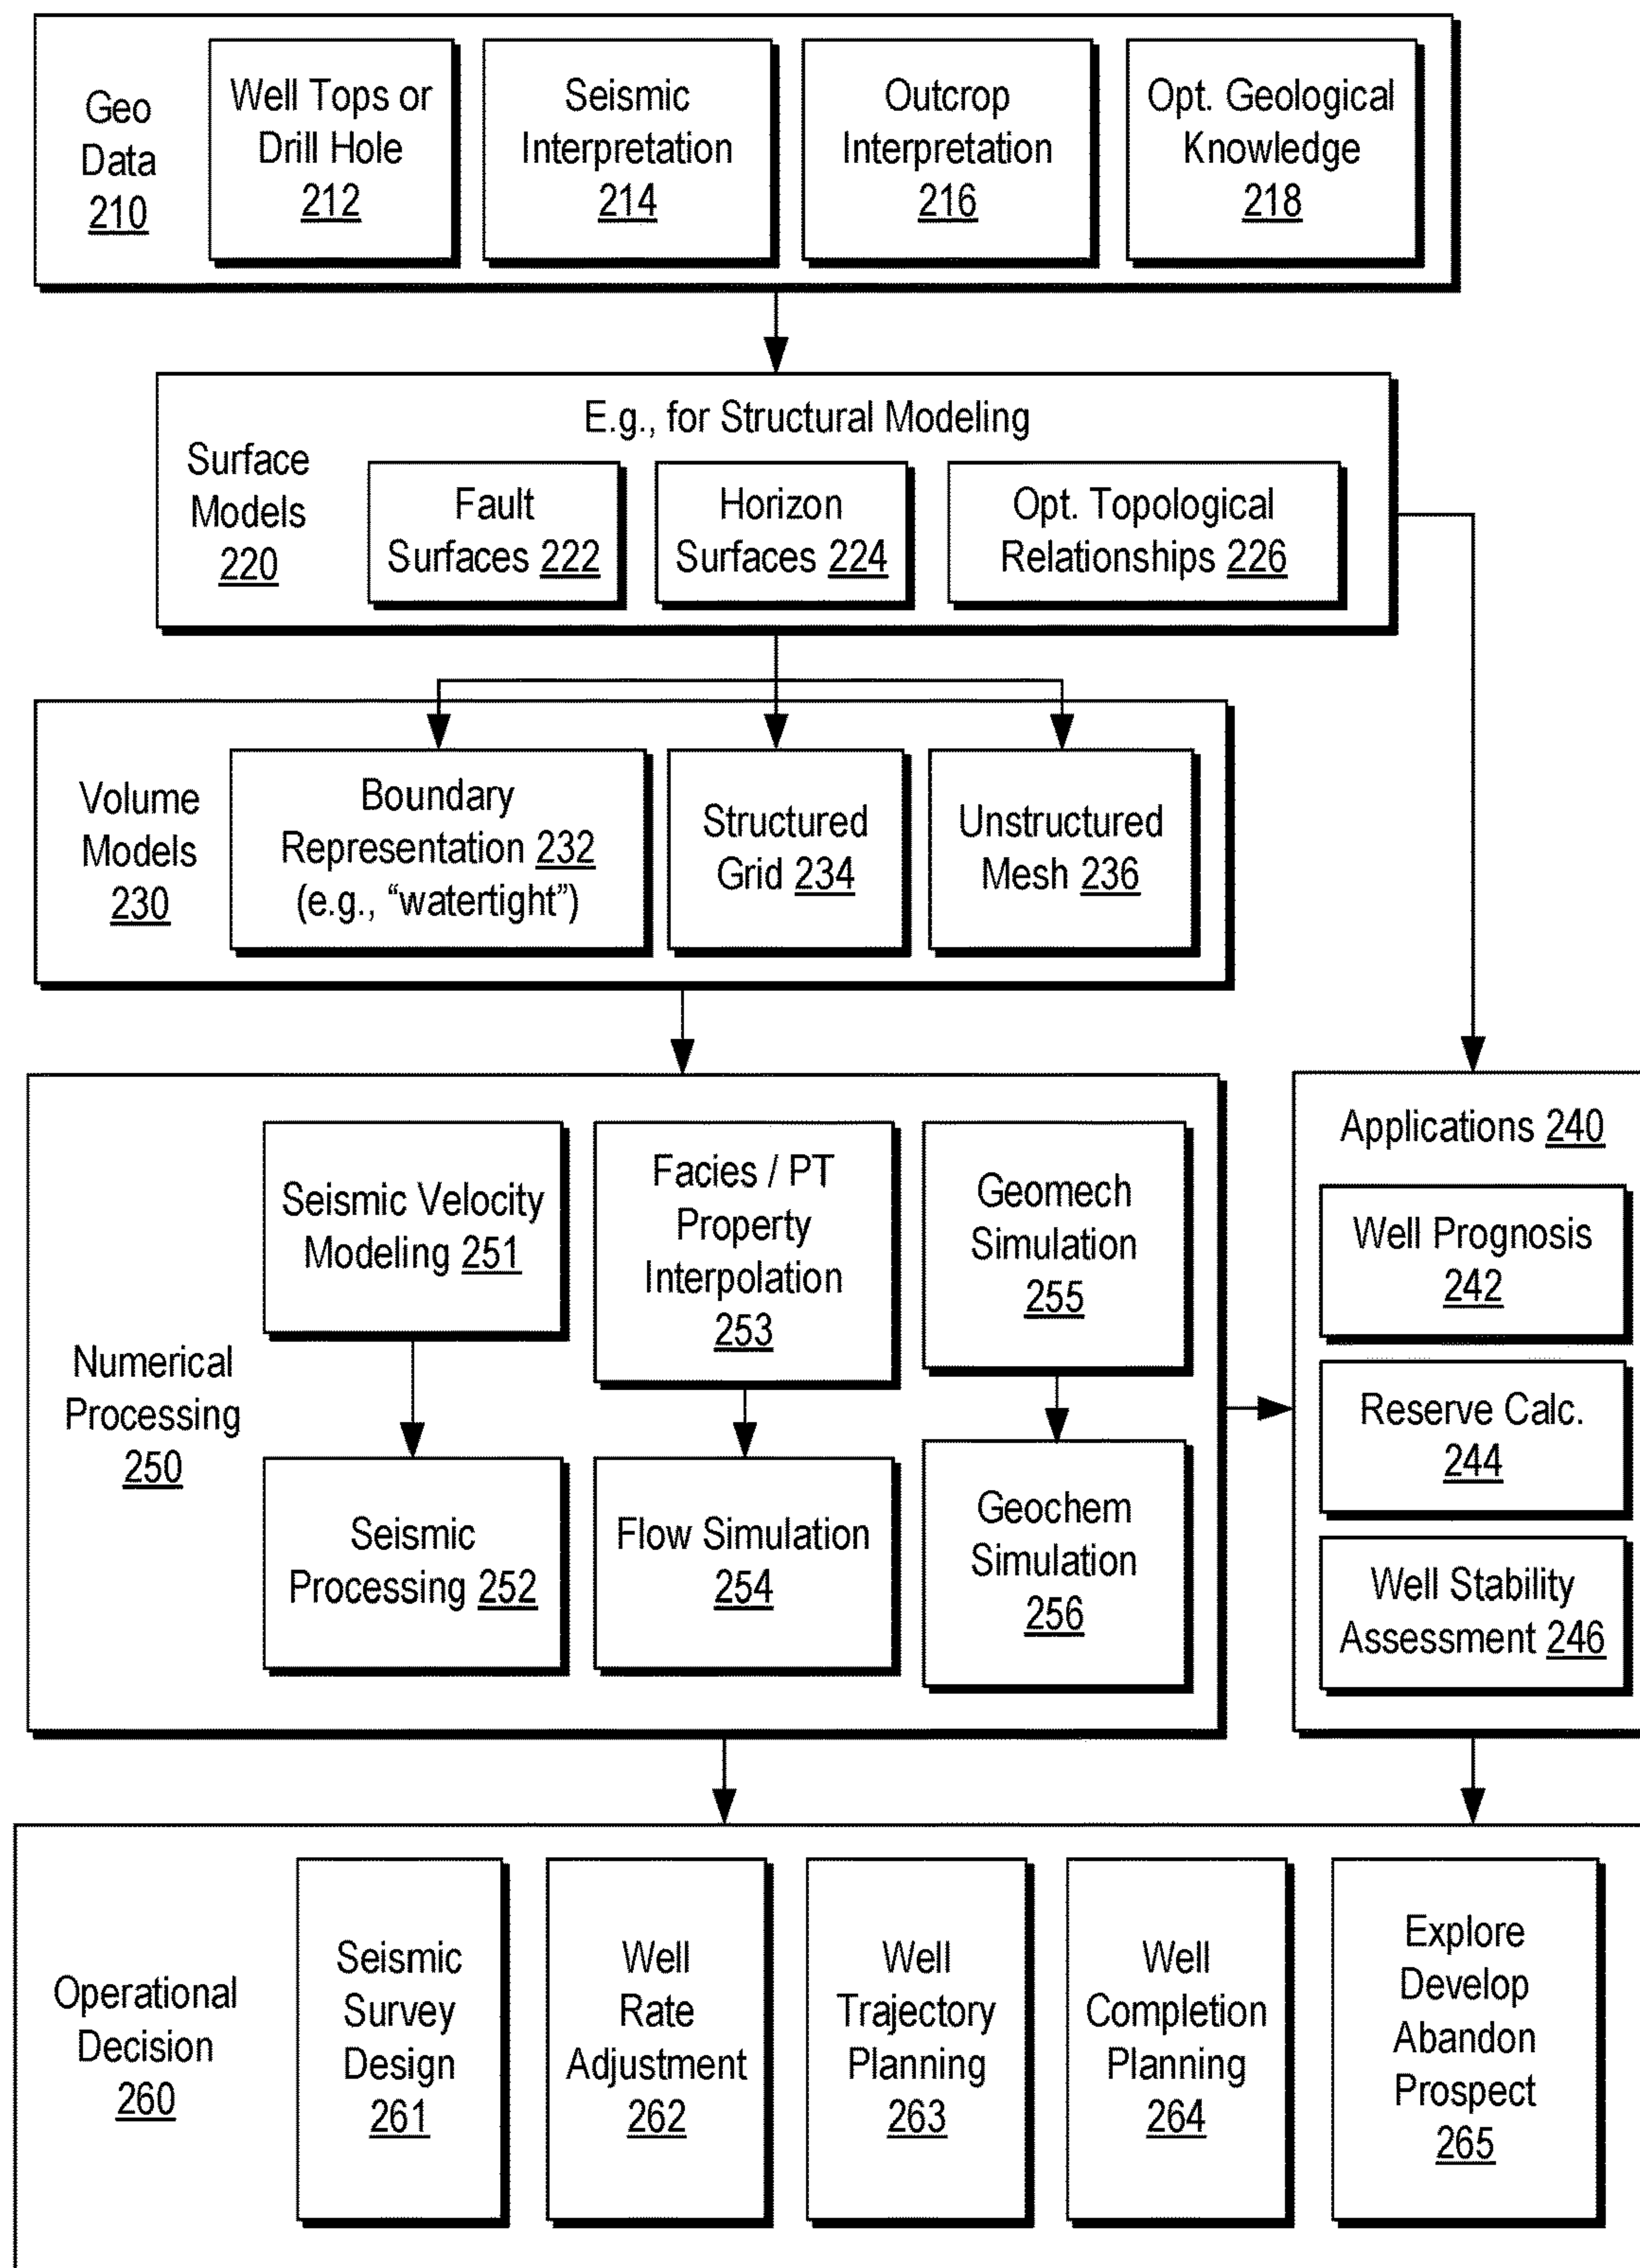 Geo
Data
210
Well Tops or
Drill Hole
212
Seismic
Interpretation
214
Outcrop
Interpretation
216
Opt. Geological
Knowledge
218
E.g., for Structural Modeling
Surface
Models
220
Fault
Surfaces 222
Horizon
Surfaces 224
Opt. Topological
Relationships 226
Volume
Models
230
Boundary
Representation 232
(e.g., “watertight”)
Structured
Grid 234
Unstructured
Mesh 236
Numerical
Processing
250
Seismic Velocity
Modeling 251
Seismic
Processing 252
Facies / PT
Property
Interpolation
253
Flow Simulation
254
Geomech
Simulation
255
Geochem
Simulation
256
Applications 240
Well Prognosis
242
Reserve Calc.
244
Well Stability
Assessment 246
Operational
Decision
260
Seismic
Survey
Design
261
Well
Rate
Adjustment
262
Well
Trajectory
Planning
263
Well
Completion
Planning
264
Explore
Develop
Abandon
Prospect
265